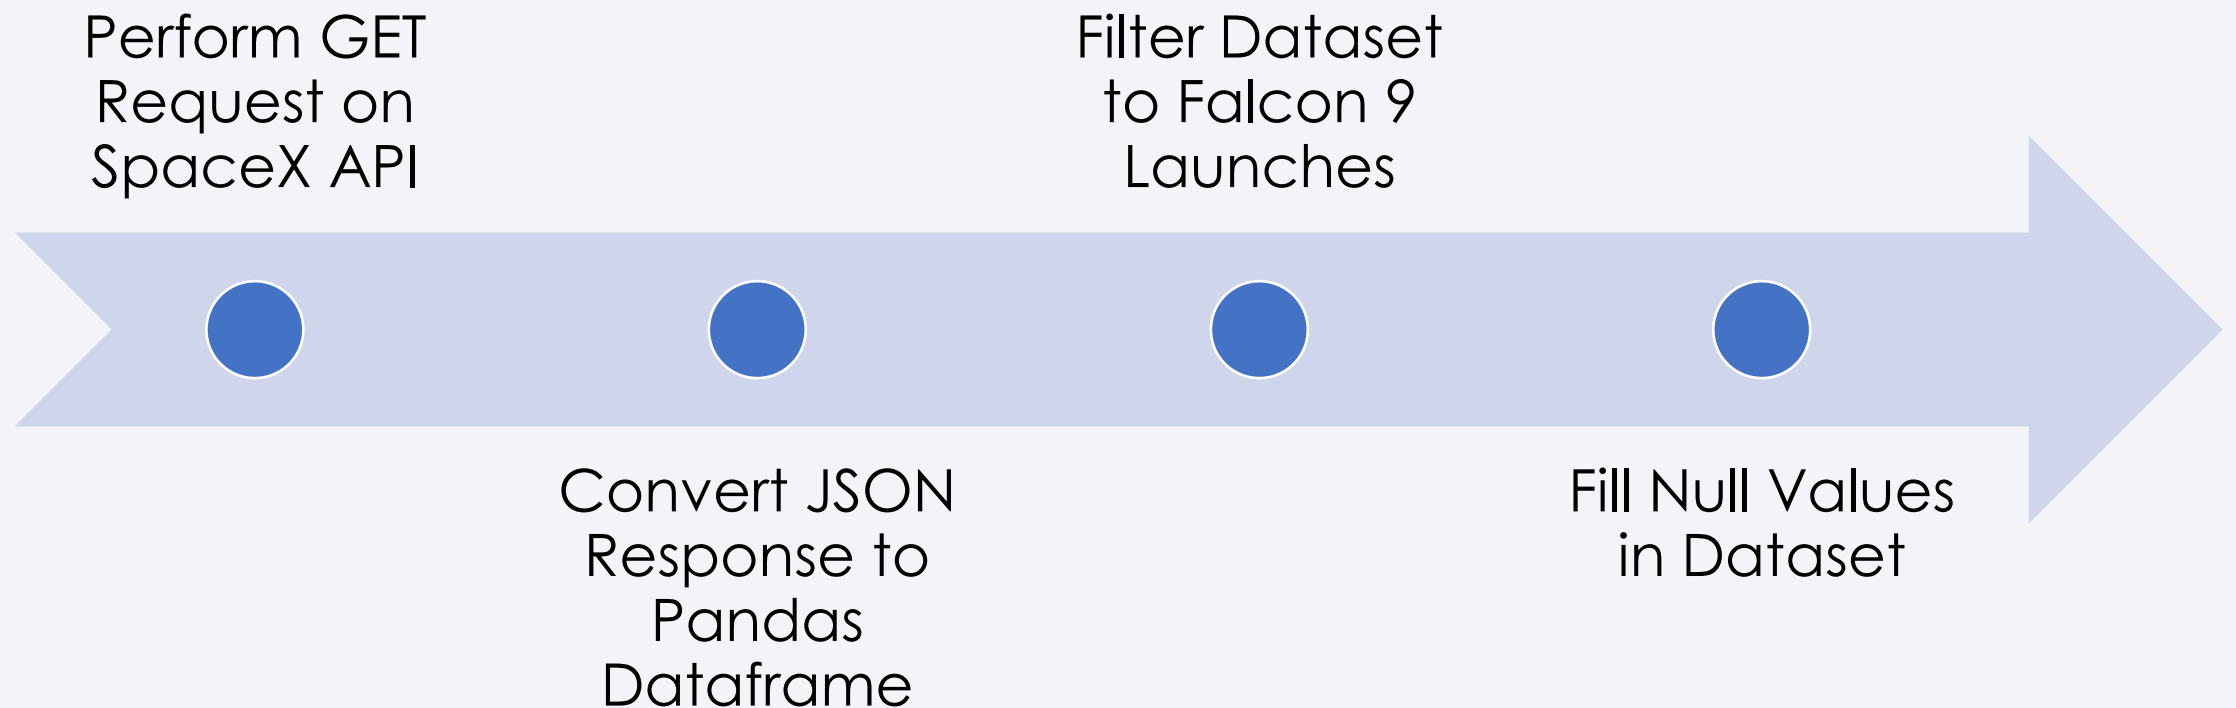 Perform GET
Request on
SpaceX API
Convert JSON
Response to
Pandas
Dataframe
Filter Dataset
to Falcon 9
Launches
Fill Null Values
in Dataset